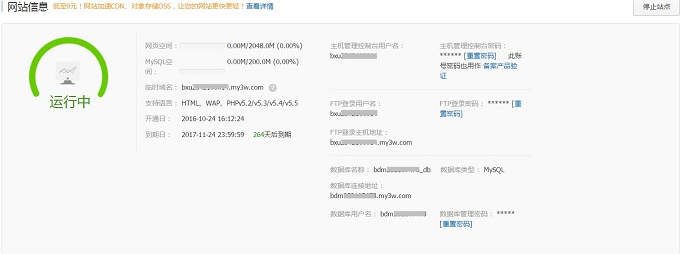 网站信息 低至9元！网站加速CDN、对象存储OSS，让您的网站更快更轻！查看详情
停止站点
运行中
网页空间： 0.00M/2048.0M (0.00%)
MySQL空间： 0.00M/200.0M (0.00%)
临时域名： bxu .my3w.com ?
支持语言： HTML、WAP、PHPv5.2/v5.3/v5.4/v5.5
开通日： 2016-10-24 16:12:24
到期日： 2017-11-24 23:59:59 264天后到期
主机管理控制台用户名：
bxu
主机管理控制台密码：
****** [重置密码] 此账号密码也用作 备案产品验证
FTP登录用户名：
bxu
FTP登录密码： ****** [重置密码]
FTP登录主机地址：
bxu .my3w.com
数据库名称： bdm _db 数据库类型： MySQL
数据库连接地址：
bdm .my3w.com
数据库用户名： bdm 数据库管理密码： *****
[重置密码]